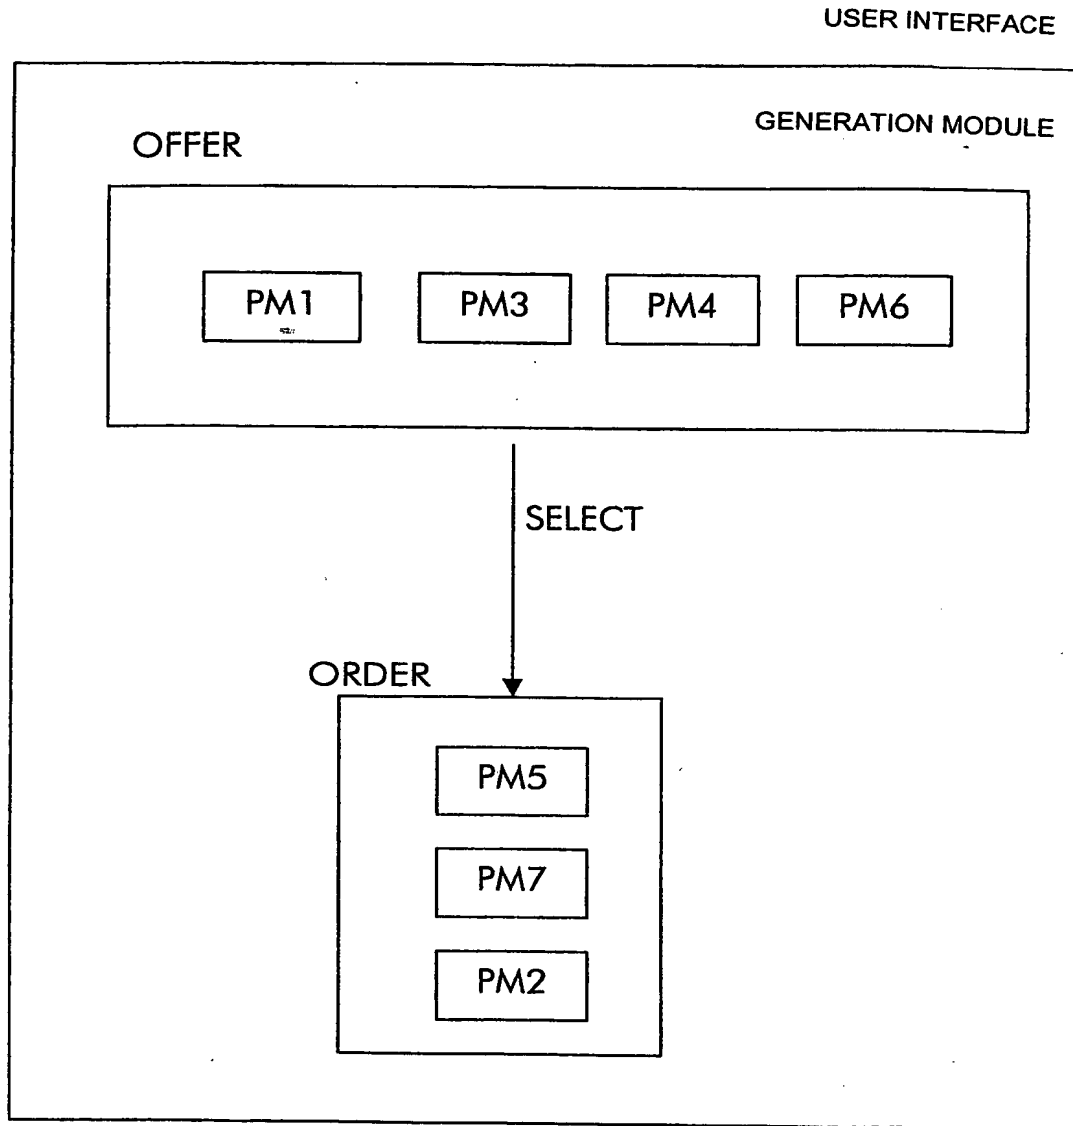 USER INTERFACE
GENERATION MODULE
OFFER
PM1 PM3 PM4 PM6
SELECT
ORDER
PM5
PM7
PM2